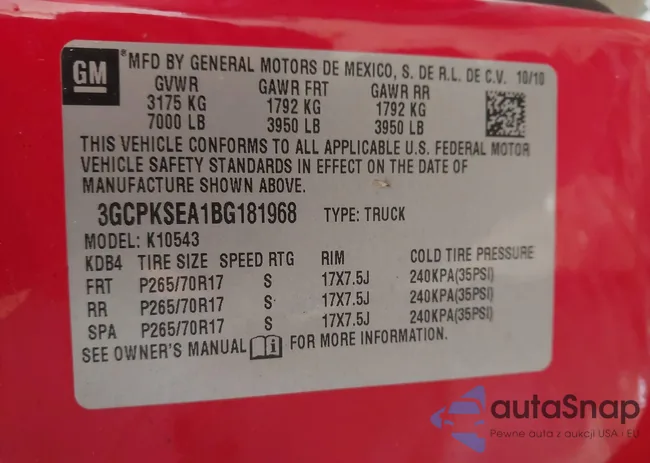 GM
®MFD BY GENERAL MOTORS DE MEXICO, S. DE R.L. DE C.V. 10/10
GVWR GAWR FRT GAWR RR
3175 KG 1792 KG 1792 KG
7000 LB 3950 LB 3950 LB
THIS VEHICLE CONFORMS TO ALL APPLICABLE U.S. FEDERAL MOTOR
VEHICLE SAFETY STANDARDS IN EFFECT ON THE DATE OF
MANUFACTURE SHOWN ABOVE.
3GCPKSEA1BG181968 TYPE: TRUCK
MODEL: K10543
KDB4 TIRE SIZE SPEED RTG RIM COLD TIRE PRESSURE
FRT P265/70R17 S 17X7.5J 240KPA(35PSI)
RR P265/70R17 S 17X7.5J 240KPA(35PSI)
SPA P265/70R17 S 17X7.5J 240KPA(35PSI)
SEE OWNER'S MANUAL i FOR MORE INFORMATION.
autaSnap
Pewne auta z aukcji USA i EU